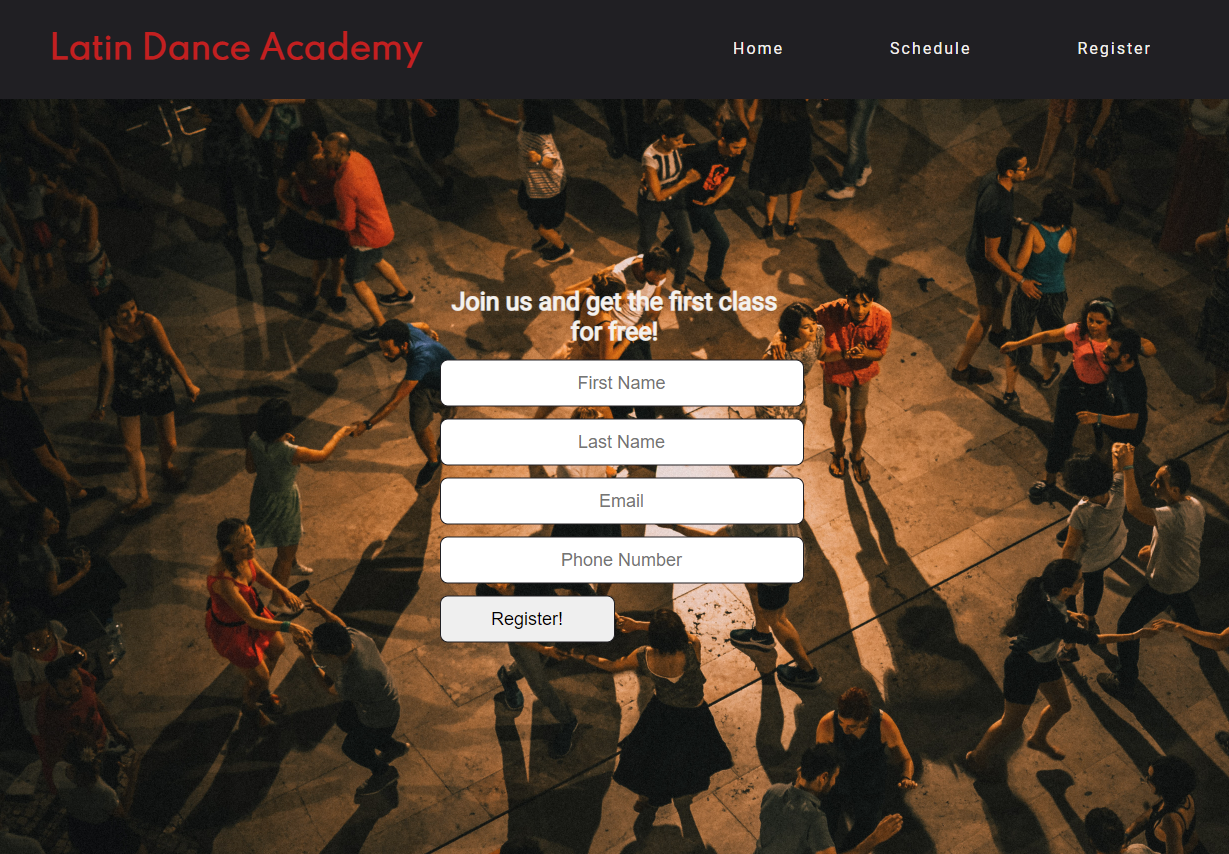 Latin Dance Academy
Home
Schedule
Register
Join us and get the first class
for free!
First Name
Last Name
Email
Phone Number
Register!